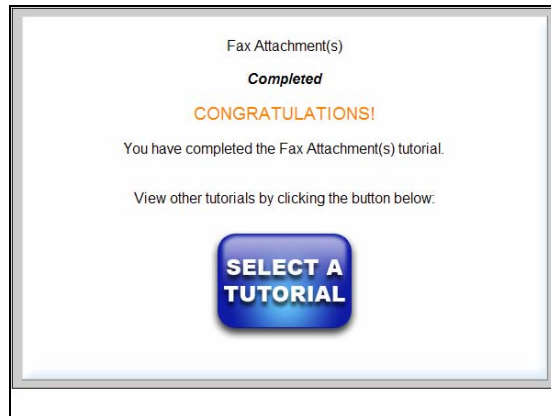 Fax Attachment(s)
Completed
CONGRATULATIONS!
You have completed the Fax Attachment(s) tutorial.
View other tutorials by clicking the button below:
SELECT A
TUTORIAL